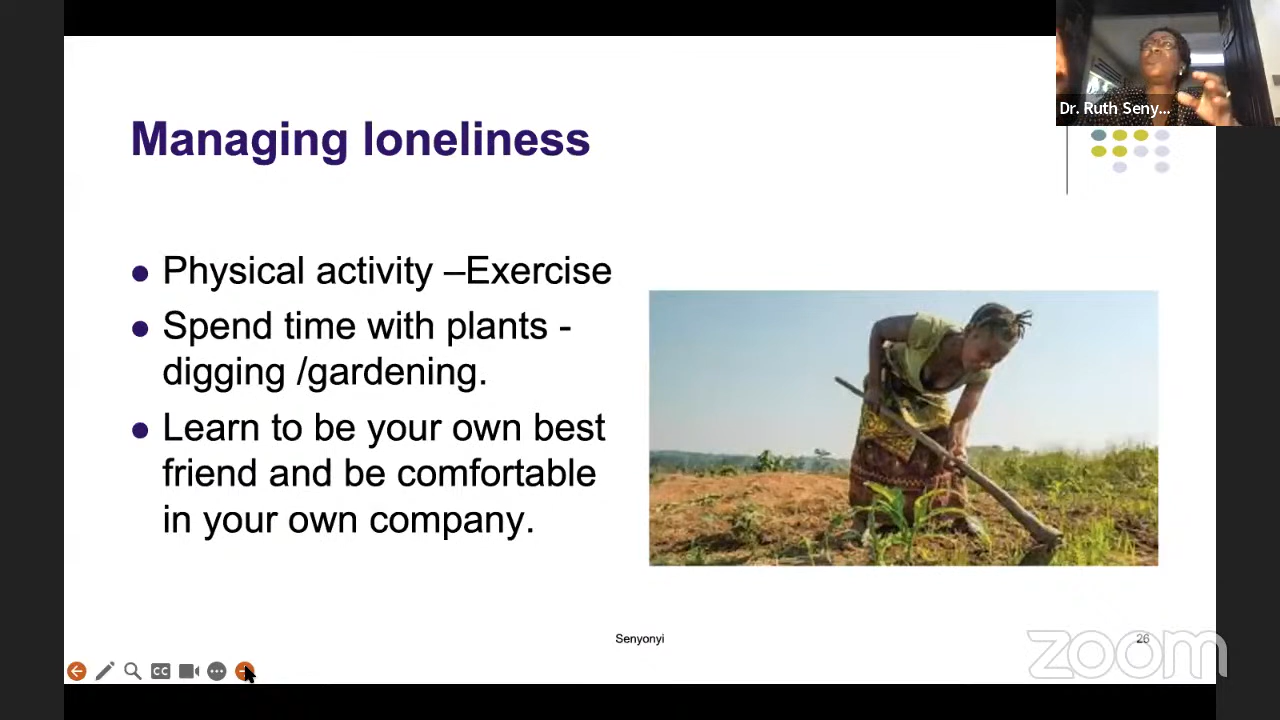 Dr. Ruth Seny...
Managing loneliness
● Physical activity –Exercise
● Spend time with plants -
digging /gardening.
● Learn to be your own best
friend and be comfortable
in your own company.
Senyonyi
26
zoom
CC